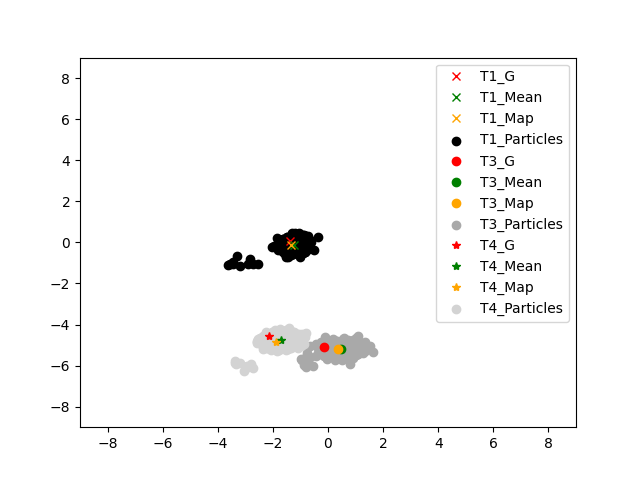 8
6
4
2
0
−2
−4
−6
−8
−8 −6 −4 −2 0 2 4 6 8
T1_G
T1_Mean
T1_Map
T1_Particles
T3_G
T3_Mean
T3_Map
T3_Particles
T4_G
T4_Mean
T4_Map
T4_Particles